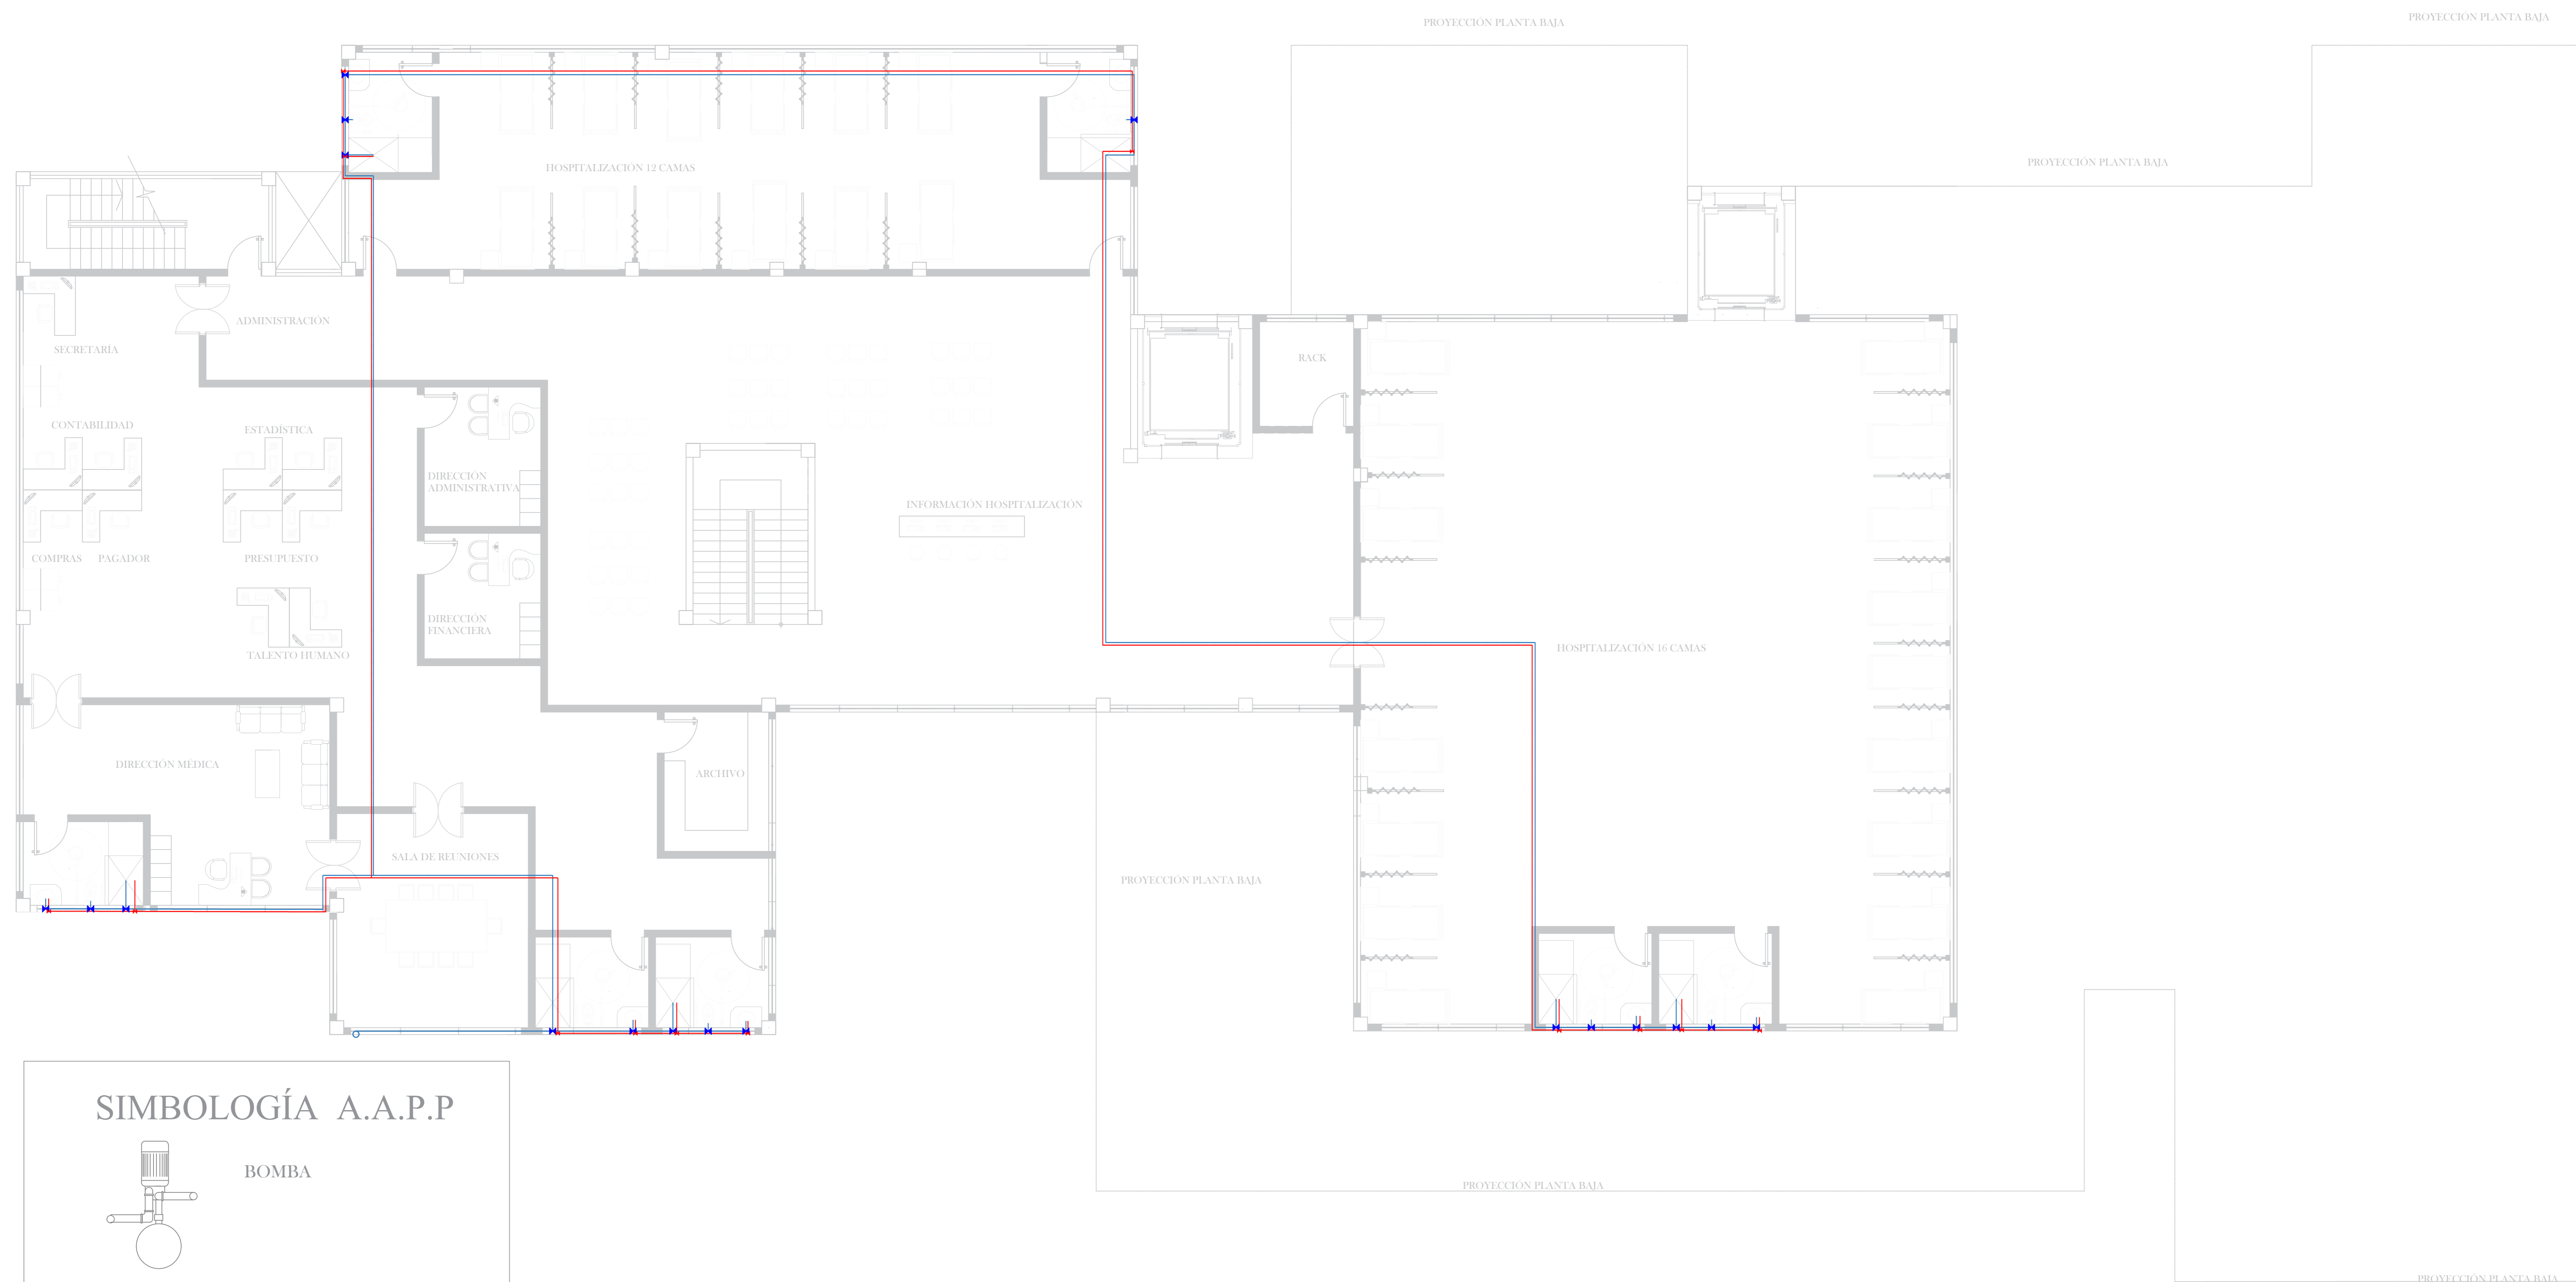 PROYECCIÓN PLANTA BAJA
PROYECCIÓN PLANTA BAJA
PROYECCIÓN PLANTA BAJA
HOSPITALIZACIÓN 12 CAMAS
ADMINISTRACIÓN
SECRETARÍA
RACK
CONTABILIDAD
ESTADÍSTICA
DIRECCIÓN
ADMINISTRATIVA
INFORMACIÓN HOSPITALIZACIÓN
COMPRAS
PAGADOR
PRESUPUESTO
DIRECCIÓN
FINANCIERA
TALENTO HUMANO
HOSPITALIZACIÓN 16 CAMAS
DIRECCIÓN MÉDICA
ARCHIVO
SALA DE REUNIONES
PROYECCIÓN PLANTA BAJA
SIMBOLOGÍA A.A.P.P
BOMBA
PROYECCIÓN PLANTA BAJA
PROYECCIÓN PLANTA BAJA